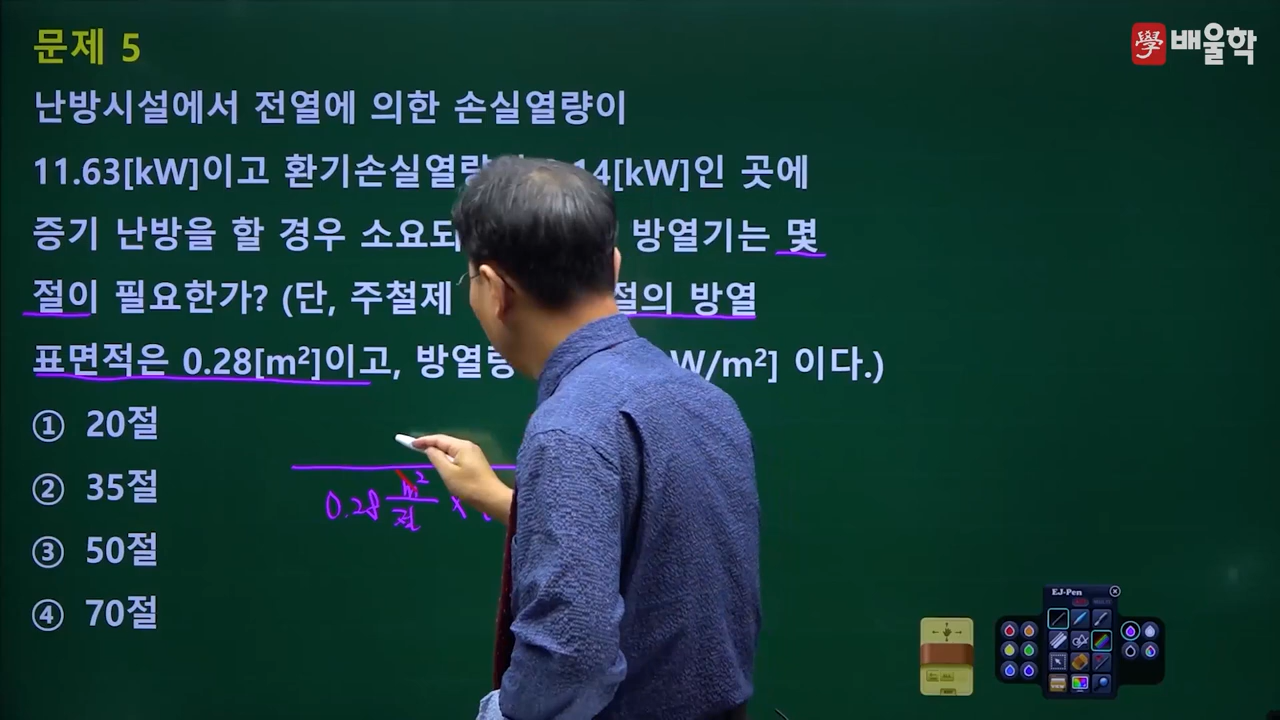 문제 5
學 배울학
난방시설에서 전열에 의한 손실열량이
11.63[kW]이고 환기손실열량 14[kW]인 곳에
증기 난방을 할 경우 소요되 방열기는 몇
절이 필요한가? (단, 주철제 절의 방열
표면적은 0.28[m²]이고, 방열량 W/m²] 이다.)
① 20절
② 35절
0.28 m²/절 ×
③ 50절
④ 70절
EJ-Pen